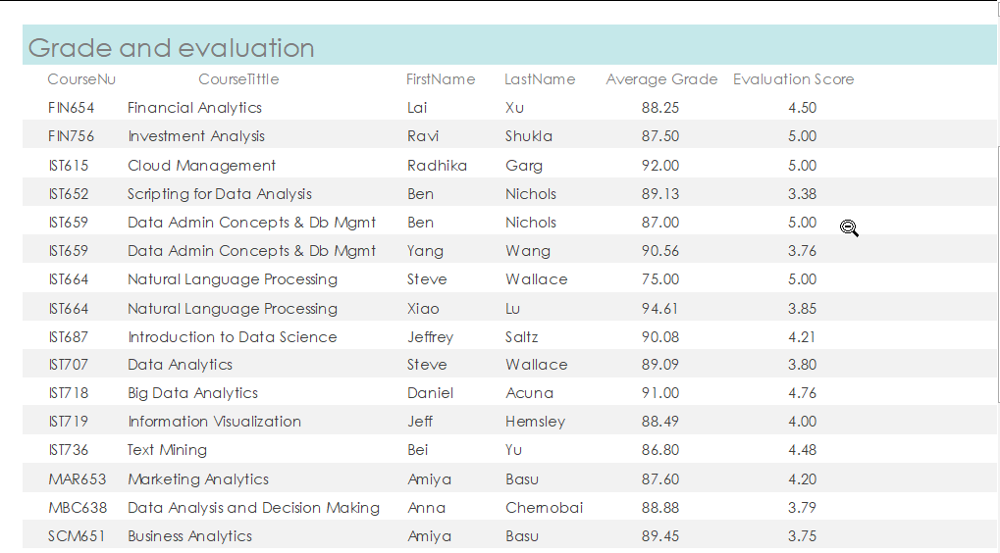 Grade and evaluation
CourseNu CourseTittle FirstName LastName Average Grade Evaluation Score
FIN654 Financial Analytics Lai Xu 88.25 4.50
FIN756 Investment Analysis Ravi Shukla 87.50 5.00
IST615 Cloud Management Radhika Garg 92.00 5.00
IST652 Scripting for Data Analysis Ben Nichols 89.13 3.38
IST659 Data Admin Concepts & Db Mgmt Ben Nichols 87.00 5.00
IST659 Data Admin Concepts & Db Mgmt Yang Wang 90.56 3.76
IST664 Natural Language Processing Steve Wallace 75.00 5.00
IST664 Natural Language Processing Xiao Lu 94.61 3.85
IST687 Introduction to Data Science Jeffrey Saltz 90.08 4.21
IST707 Data Analytics Steve Wallace 89.09 3.80
IST718 Big Data Analytics Daniel Acuna 91.00 4.76
IST719 Information Visualization Jeff Hemsley 88.49 4.00
IST736 Text Mining Bei Yu 86.80 4.48
MAR653 Marketing Analytics Amiya Basu 87.60 4.20
MBC638 Data Analysis and Decision Making Anna Chernobai 88.88 3.79
SCM651 Business Analytics Amiya Basu 89.45 3.75